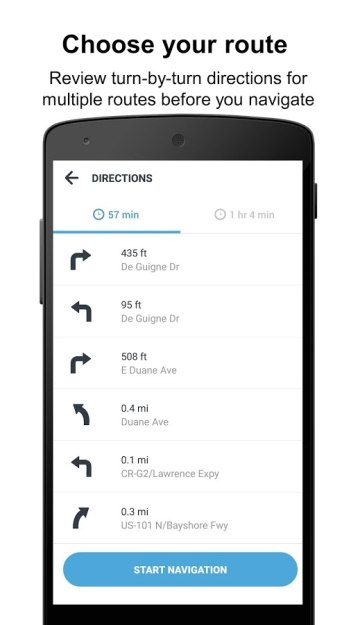 Choose your route
Review turn-by-turn directions for
multiple routes before you navigate
DIRECTIONS
57 min
1 hr 4 min
435 ft
De Guigne Dr
95 ft
De Guigne Dr
508 ft
E Duane Ave
0.4 mi
Duane Ave
0.1 mi
CR-G2/Lawrence Expy
0.3 mi
US-101 N/Bayshore Fwy
START NAVIGATION